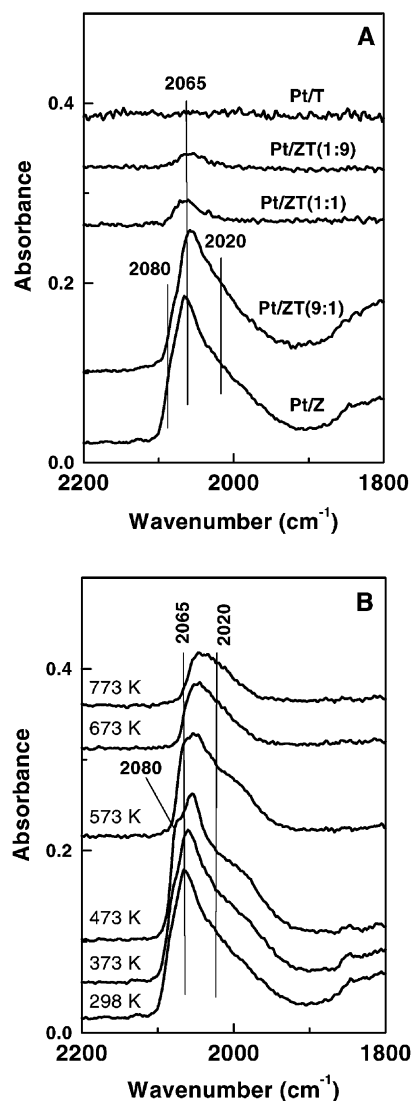 A
Pt/T
0.4
2065
Pt/ZT(1:9)
Pt/ZT(1:1)
2020
2080
0.2
Pt/ZT(9:1)
Pt/Z
0.0
2200
2000
1800
Absorbance
Wavenumber (cm⁻¹)
B
2065
2020
0.4
773 K
673 K
2080
573 K
0.2
473 K
373 K
298 K
0.0
2200
2000
1800
Absorbance
Wavenumber (cm⁻¹)